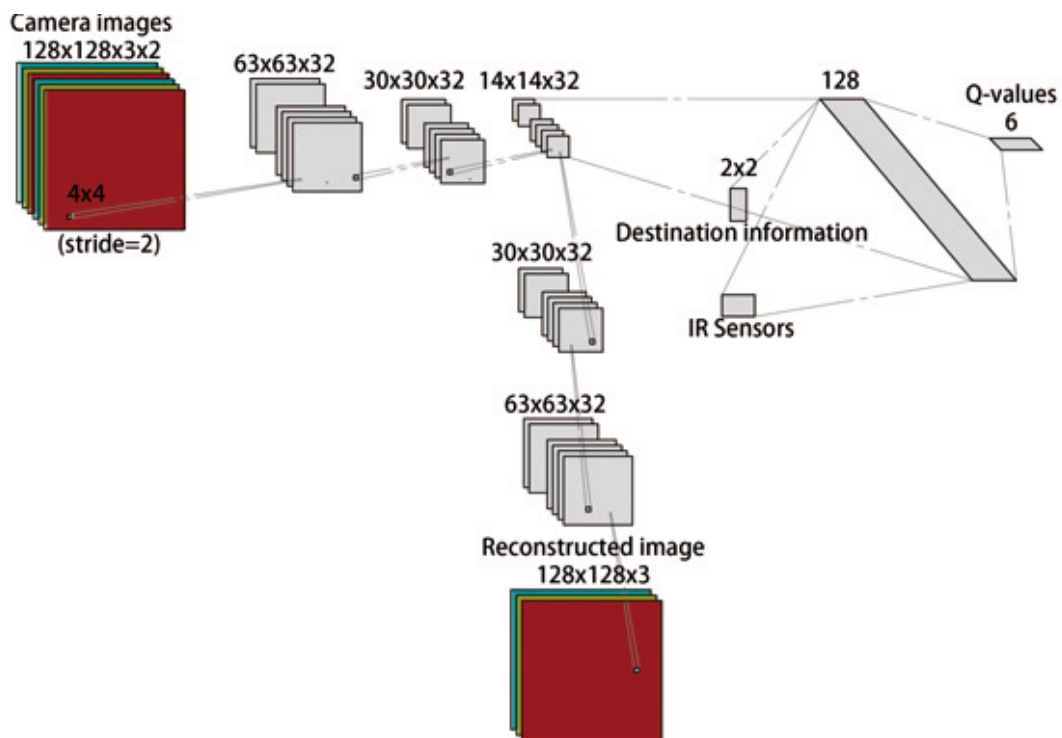 Camera images
128x128x3x2
63x63x32
30x30x32
14x14x32
128
Q-values
6
4x4
(stride=2)
2x2
Destination information
IR Sensors
30x30x32
63x63x32
Reconstructed image
128x128x3